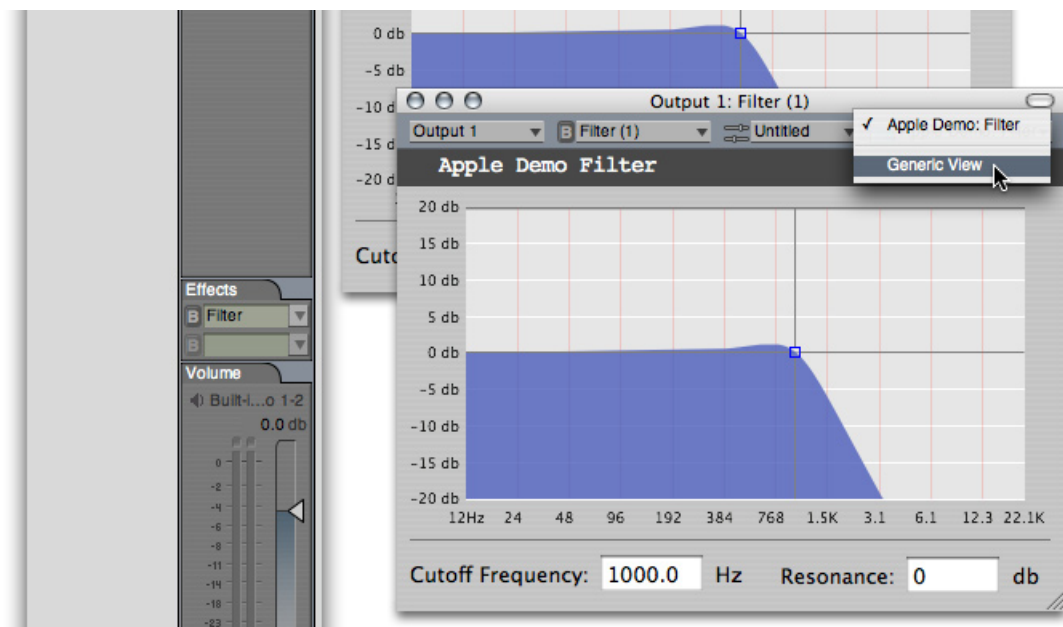 0 db
-5 db
-10 d
-15 d
-20 d
Cuto
Output 1: Filter (1)
Output 1
B Filter (1)
Untitled
✓ Apple Demo: Filter
Generic View
Apple Demo Filter
20 db
15 db
10 db
5 db
0 db
-5 db
-10 db
-15 db
-20 db
12Hz 24 48 96 192 384 768 1.5K 3.1 6.1 12.3 22.1K
Cutoff Frequency: 1000.0 Hz Resonance: 0 db
Effects
B Filter
B
Volume
Built-i...o 1-2
0.0 db
0
-2
-4
-6
-8
-11
-14
-18
-23